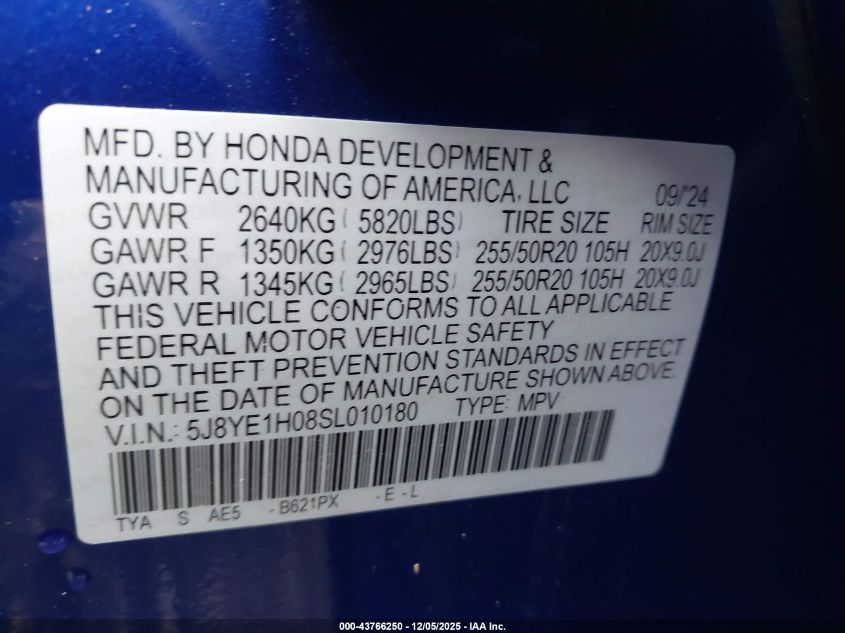 MFD. BY HONDA DEVELOPMENT &
MANUFACTURING OF AMERICA, LLC 09/'24
GVWR 2640KG ( 5820LBS) TIRE SIZE RIM SIZE
GAWR F 1350KG ( 2976LBS) 255/50R20 105H 20X9.0J
GAWR R 1345KG ( 2965LBS) 255/50R20 105H 20X9.0J
THIS VEHICLE CONFORMS TO ALL APPLICABLE
FEDERAL MOTOR VEHICLE SAFETY
AND THEFT PREVENTION STANDARDS IN EFFECT
ON THE DATE OF MANUFACTURE SHOWN ABOVE.
V.I.N.: 5J8YE1H08SL010180 TYPE: MPV
TYA S AE5 -B621PX -E-L
000-43766250 - 12/05/2025 - IAA Inc.